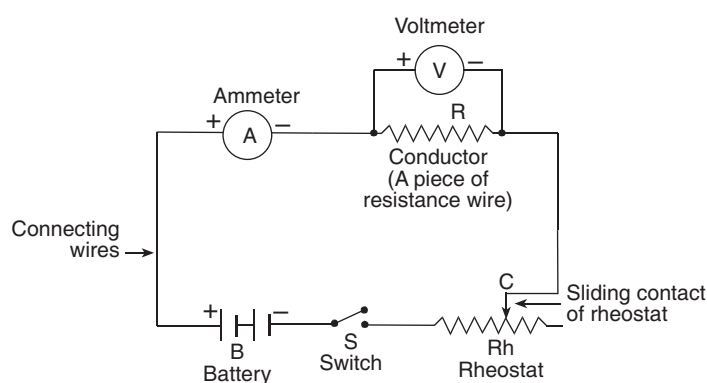 Voltmeter
+ V −
Ammeter
+ A −
R
Conductor
(A piece of
resistance wire)
Connecting
wires
C
Sliding contact
of rheostat
+ −
B
Battery
S
Switch
Rh
Rheostat